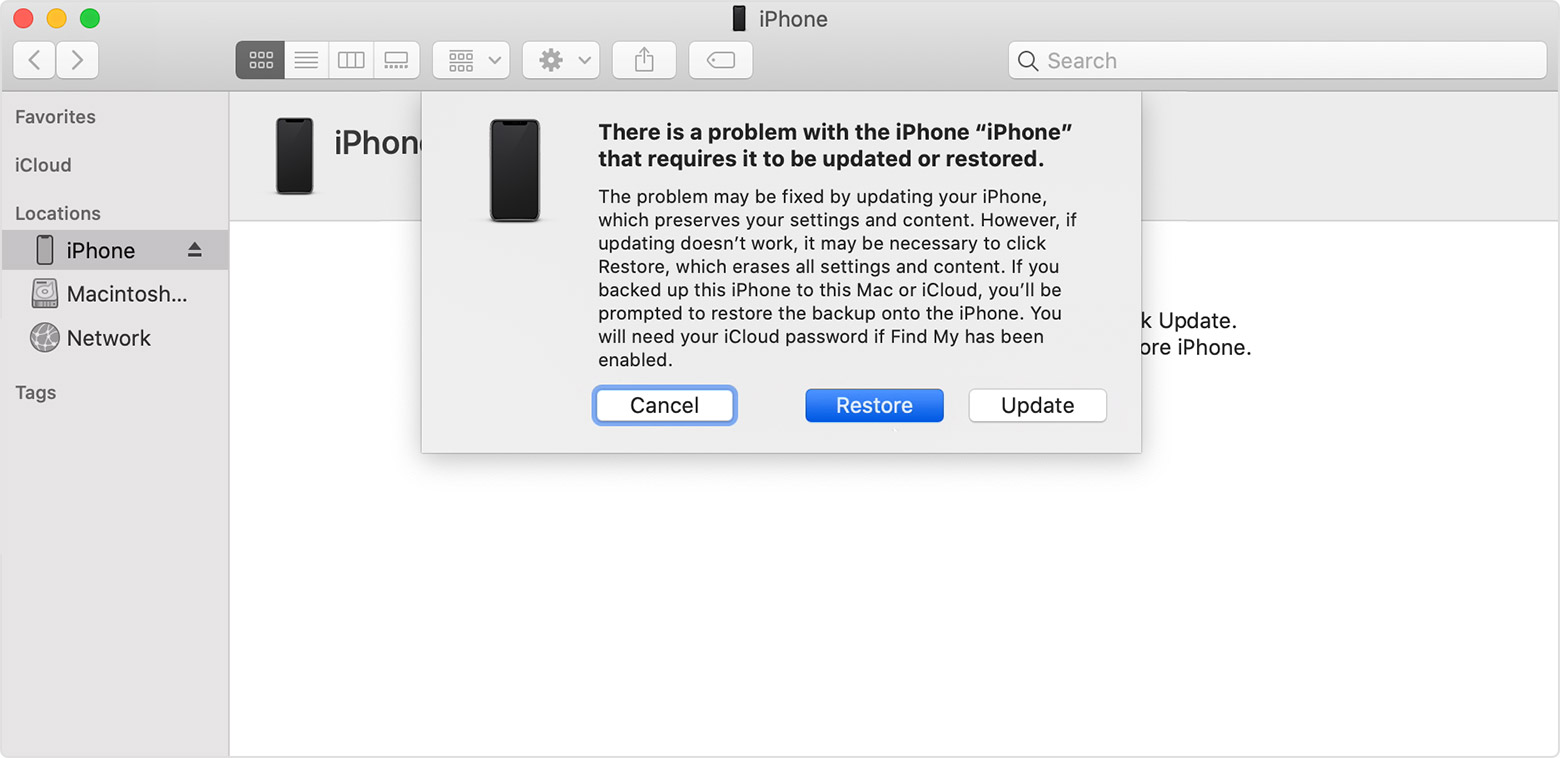 iPhone
Search
Favorites
iCloud
Locations
iPhone
Macintosh...
Network
Tags
There is a problem with the iPhone “iPhone”
that requires it to be updated or restored.
The problem may be fixed by updating your iPhone,
which preserves your settings and content. However, if
updating doesn’t work, it may be necessary to click
Restore, which erases all settings and content. If you
backed up this iPhone to this Mac or iCloud, you’ll be
prompted to restore the backup onto the iPhone. You
will need your iCloud password if Find My has been
enabled.
Cancel
Restore
Update
Update.
iPhone.